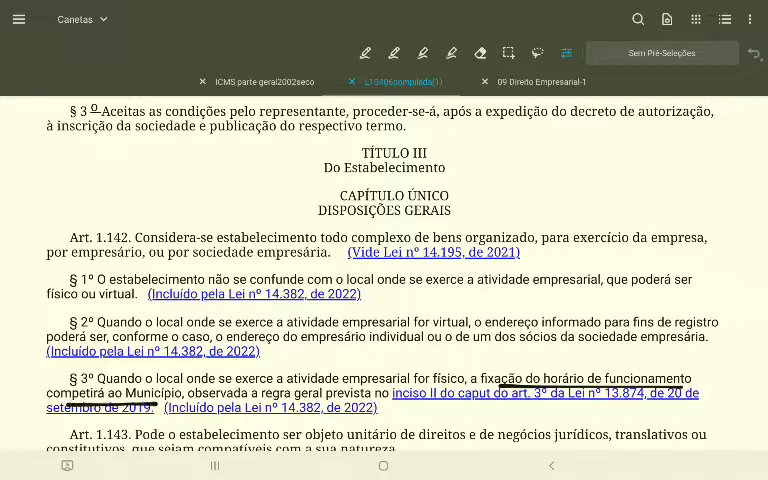 Canetas
Sem Pré-Seleções
ICMS parte geral2002seco
L10406compilada(1)
09 Direito Empresarial-1
§ 3 o Aceitas as condições pelo representante, proceder-se-á, após a expedição do decreto de autorização,
à inscrição da sociedade e publicação do respectivo termo.
TÍTULO III
Do Estabelecimento
CAPÍTULO ÚNICO
DISPOSIÇÕES GERAIS
Art. 1.142. Considera-se estabelecimento todo complexo de bens organizado, para exercício da empresa,
por empresário, ou por sociedade empresária. (Vide Lei nº 14.195, de 2021)
§ 1º O estabelecimento não se confunde com o local onde se exerce a atividade empresarial, que poderá ser
físico ou virtual. (Incluído pela Lei nº 14.382, de 2022)
§ 2º Quando o local onde se exerce a atividade empresarial for virtual, o endereço informado para fins de registro
poderá ser, conforme o caso, o endereço do empresário individual ou o de um dos sócios da sociedade empresária.
(Incluído pela Lei nº 14.382, de 2022)
§ 3º Quando o local onde se exerce a atividade empresarial for físico, a fixação do horário de funcionamento
competirá ao Município, observada a regra geral prevista no inciso II do caput do art. 3º da Lei nº 13.874, de 20 de
setembro de 2019. (Incluído pela Lei nº 14.382, de 2022)
Art. 1.143. Pode o estabelecimento ser objeto unitário de direitos e de negócios jurídicos, translativos ou
constitutivos, que sejam compatíveis com a sua natureza.